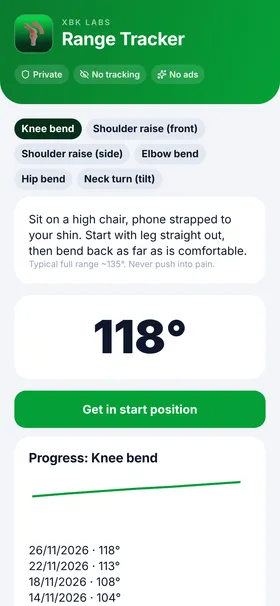 XBK LABS
Range Tracker
Private
No tracking
No ads
Knee bend
Shoulder raise (front)
Shoulder raise (side)
Elbow bend
Hip bend
Neck turn (tilt)
Sit on a high chair, phone strapped to
your shin. Start with leg straight out,
then bend back as far as is comfortable.
Typical full range ~135°. Never push into pain.
118°
Get in start position
Progress: Knee bend
26/11/2026 · 118°
22/11/2026 · 113°
18/11/2026 · 108°
14/11/2026 · 104°